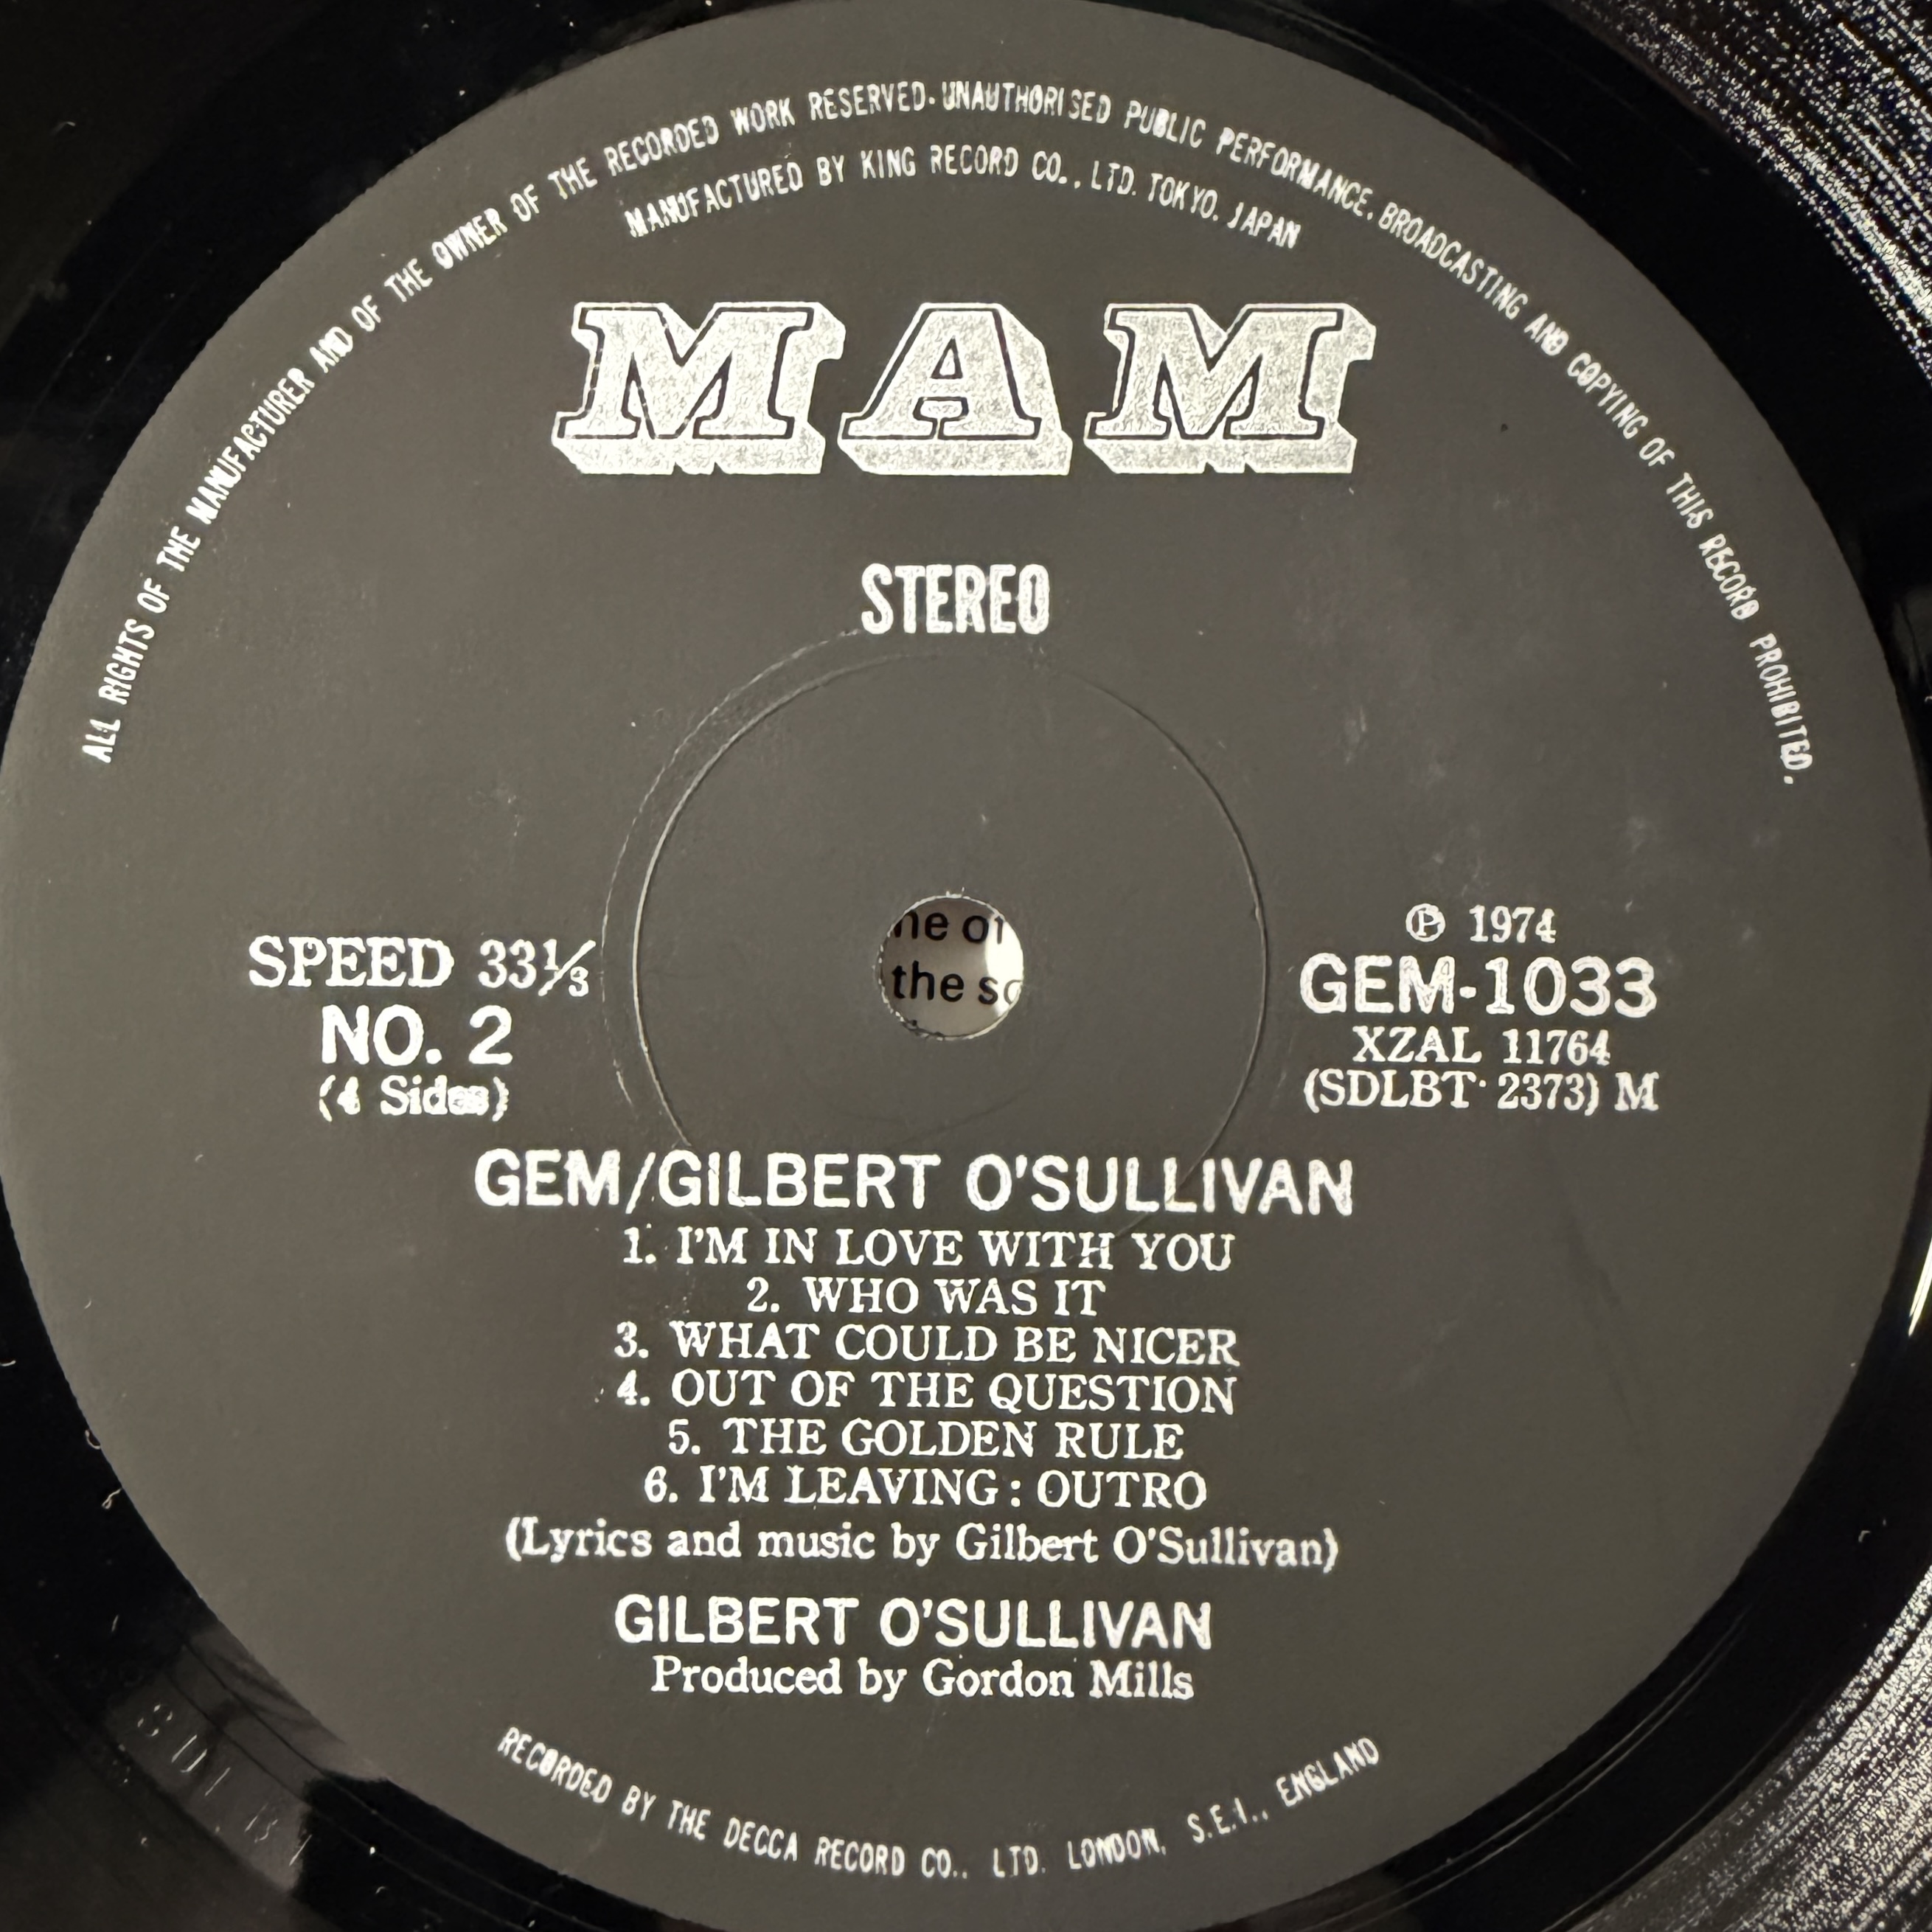 ALL RIGHTS OF THE MANUFACTURER AND OF THE OWNER OF THE RECORDED WORK RESERVED. UNAUTHORISED PUBLIC PERFORMANCE, BROADCASTING AND COPYING OF THIS RECORD PROHIBITED.
MANUFACTURED BY KING RECORD CO., LTD. TOKYO. JAPAN
MAM
STEREO
the
SPEED 33⅓
NO. 2
(4 Sides)
℗ 1974
GEM-1033
XZAL 11764
(SDLBT· 2373) M
GEM/GILBERT O'SULLIVAN
1. I'M IN LOVE WITH YOU
2. WHO WAS IT
3. WHAT COULD BE NICER
4. OUT OF THE QUESTION
5. THE GOLDEN RULE
6. I'M LEAVING : OUTRO
(Lyrics and music by Gilbert O'Sullivan)
GILBERT O'SULLIVAN
Produced by Gordon Mills
RECORDED BY THE DECCA RECORD CO., LTD. LONDON, S.E.1., ENGLAND